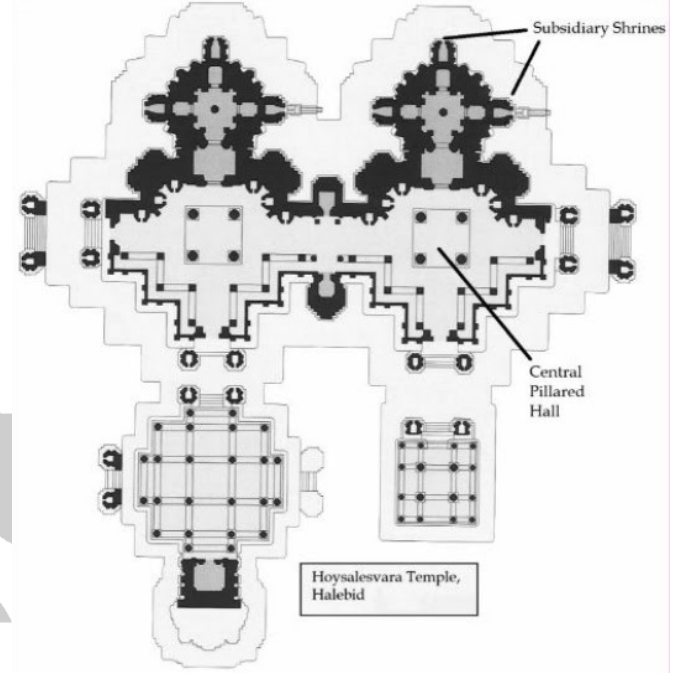 Subsidiary Shrines
Central
Pillared
Hall
Hoysalesvara Temple,
Halebid